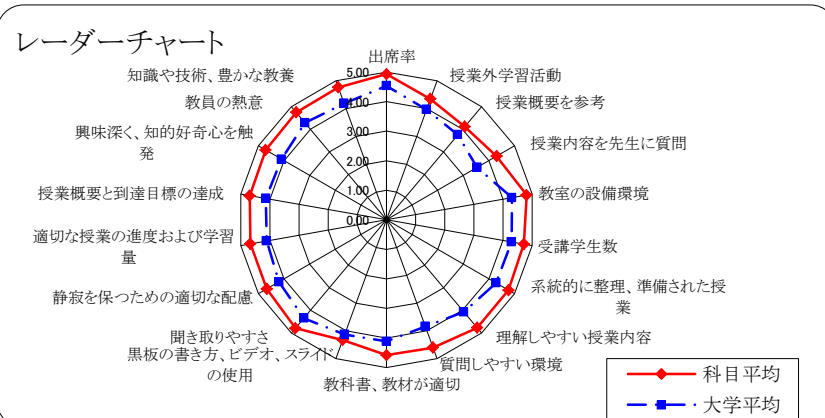 レーダーチャート
出席率
授業外学習活動
授業概要を参考
授業内容を先生に質問
教室の設備環境
受講学生数
系統的に整理、準備された授
業
理解しやすい授業内容
質問しやすい環境
教科書、教材が適切
黒板の書き方、ビデオ、スライド
の使用
聞き取りやすさ
静寂を保つための適切な配慮
適切な授業の進度および学習
量
授業概要と到達目標の達成
興味深く、知的好奇心を触
発
教員の熱意
知識や技術、豊かな教養
5.00
4.00
3.00
2.00
1.00
0.00
科目平均
大学平均